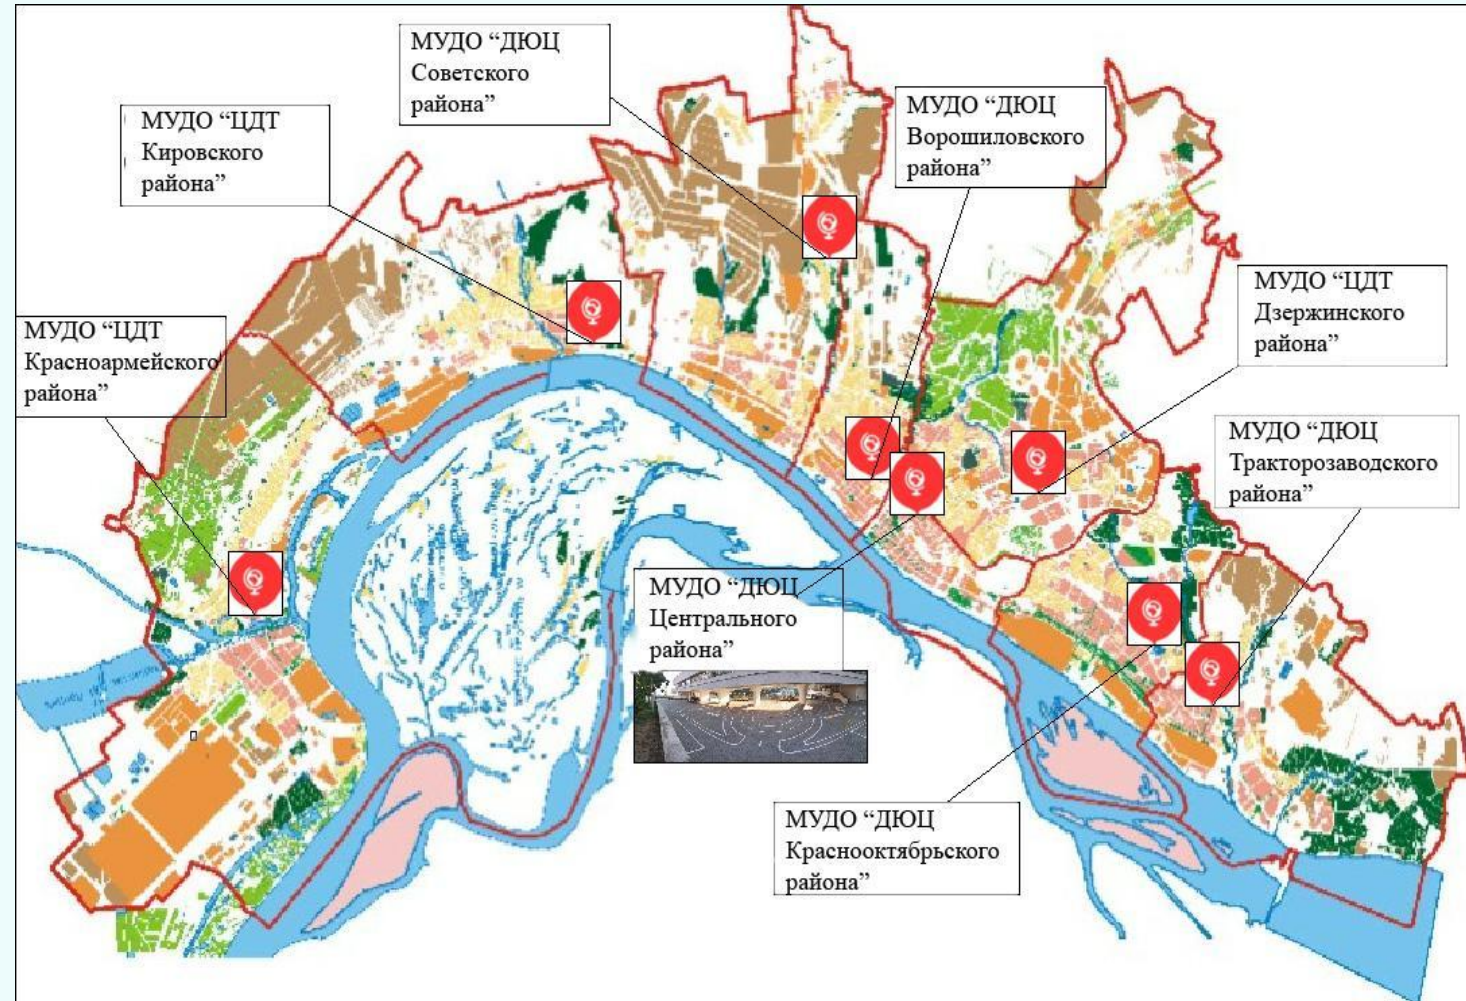 МУДО “ДЮЦ
Советского
района”
МУДО “ЦДТ
Кировского
района”
МУДО “ДЮЦ
Ворошиловского
района”
МУДО “ЦДТ
Дзержинского
района”
МУДО “ЦДТ
Красноармейского
района”
МУДО “ДЮЦ
Тракторозаводского
района”
МУДО “ДЮЦ
Центрального
района”
МУДО “ДЮЦ
Краснооктябрьского
района”